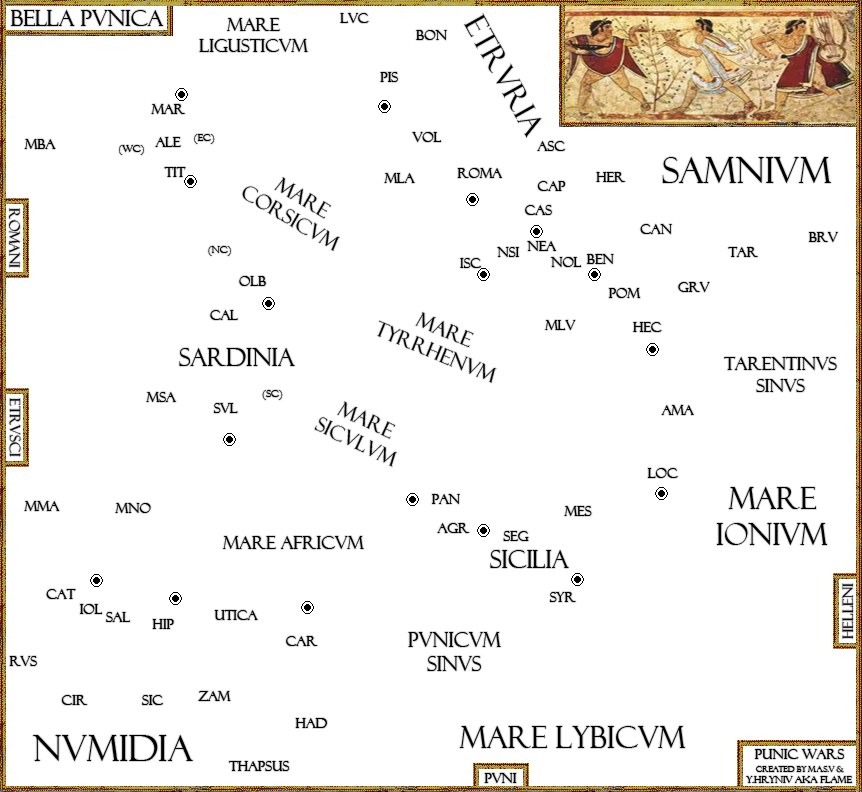 BELLA PVNICA
MARE
LIGUSTICVM
LVC
BON
ETRVRIA
PIS
MAR
MBA
(WC)
ALE
(EC)
VOL
ASC
TIT
MLA
ROMA
CAP
HER
SAMNIVM
MARE
CORSICVM
CAS
ROMANI
(NC)
NSI
NEA
CAN
TAR
BRV
ISC
NOL
BEN
OLB
POM
GRV
CAL
MARE
TYRRHENVM
MLV
HEC
SARDINIA
TARENTINVS
SINVS
MSA
SVL
(SC)
MARE
SICVLVM
AMA
ETRVSCI
LOC
MMA
MNO
PAN
MES
MARE
IONIVM
AGR
SEG
MARE AFRICVM
SICILIA
CAT
IOL
SAL
HIP
UTICA
SYR
HELLENI
CAR
PVNICVM
SINVS
RVS
CIR
SIC
ZAM
HAD
NVMIDIA
MARE LYBICVM
THAPSUS
PVNI
PUNIC WARS
CREATED BY MAS.V &
Y.HRYNIV AKA FLAME